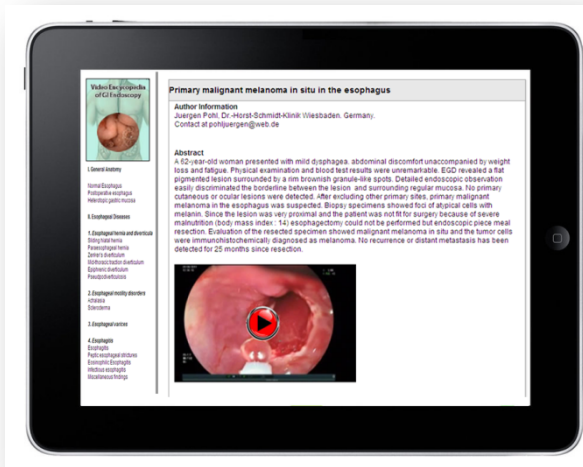 Video Encycopedia
of GI Endoscopy
I. General Anatomy
Normal Esophagus
Postoperative esophagus
Heterotopic gastric mucosa
II. Esophageal Diseases
1. Esophageal hernia and diverticula
Sliding hiatal hernia
Paraesophageal hernia
Zenker's diverticulum
Midthoracic traction diverticulum
Epiphrenic diverticulum
Pseudodiverticulosis
2. Esophageal motility disorders
Achalasia
Scleroderma
3. Esophageal varices
4. Esophagitis
Esophagitis
Peptic esophageal strictures
Eosinophilic Esophagitis
Infectious esophagitis
Miscellaneous findings
Primary malignant melanoma in situ in the esophagus
Author Information
Juergen Pohl, Dr.-Horst-Schmidt-Klinik Wiesbaden, Germany.
Contact at pohljuergen@web.de
Abstract
A 62-year-old woman presented with mild dysphagea, abdominal discomfort unaccompanied by weight
loss and fatigue. Physical examination and blood test results were unremarkable. EGD revealed a flat
pigmented lesion surrounded by a rim brownish granule-like spots. Detailed endoscopic observation
easily discriminated the borderline between the lesion and surrounding regular mucosa. No primary
cutaneous or ocular lesions were detected. After excluding other primary sites, primary malignant
melanoma in the esophagus was suspected. Biopsy specimens showed foci of atypical cells with
melanin. Since the lesion was very proximal and the patient was not fit for surgery because of severe
malnutrition (body mass index : 14) esophagectomy could not be performed but endoscopic piece meal
resection. Evaluation of the resected specimen showed malignant melanoma in situ and the tumor cells
were immunohistochemically diagnosed as melanoma. No recurrence or distant metastasis has been
detected for 25 months since resection.